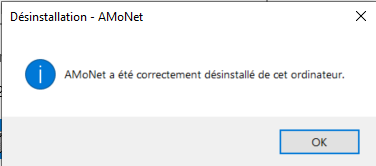 Désinstallation - AMoNet
AMoNet a été correctement désinstallé de cet ordinateur.
OK